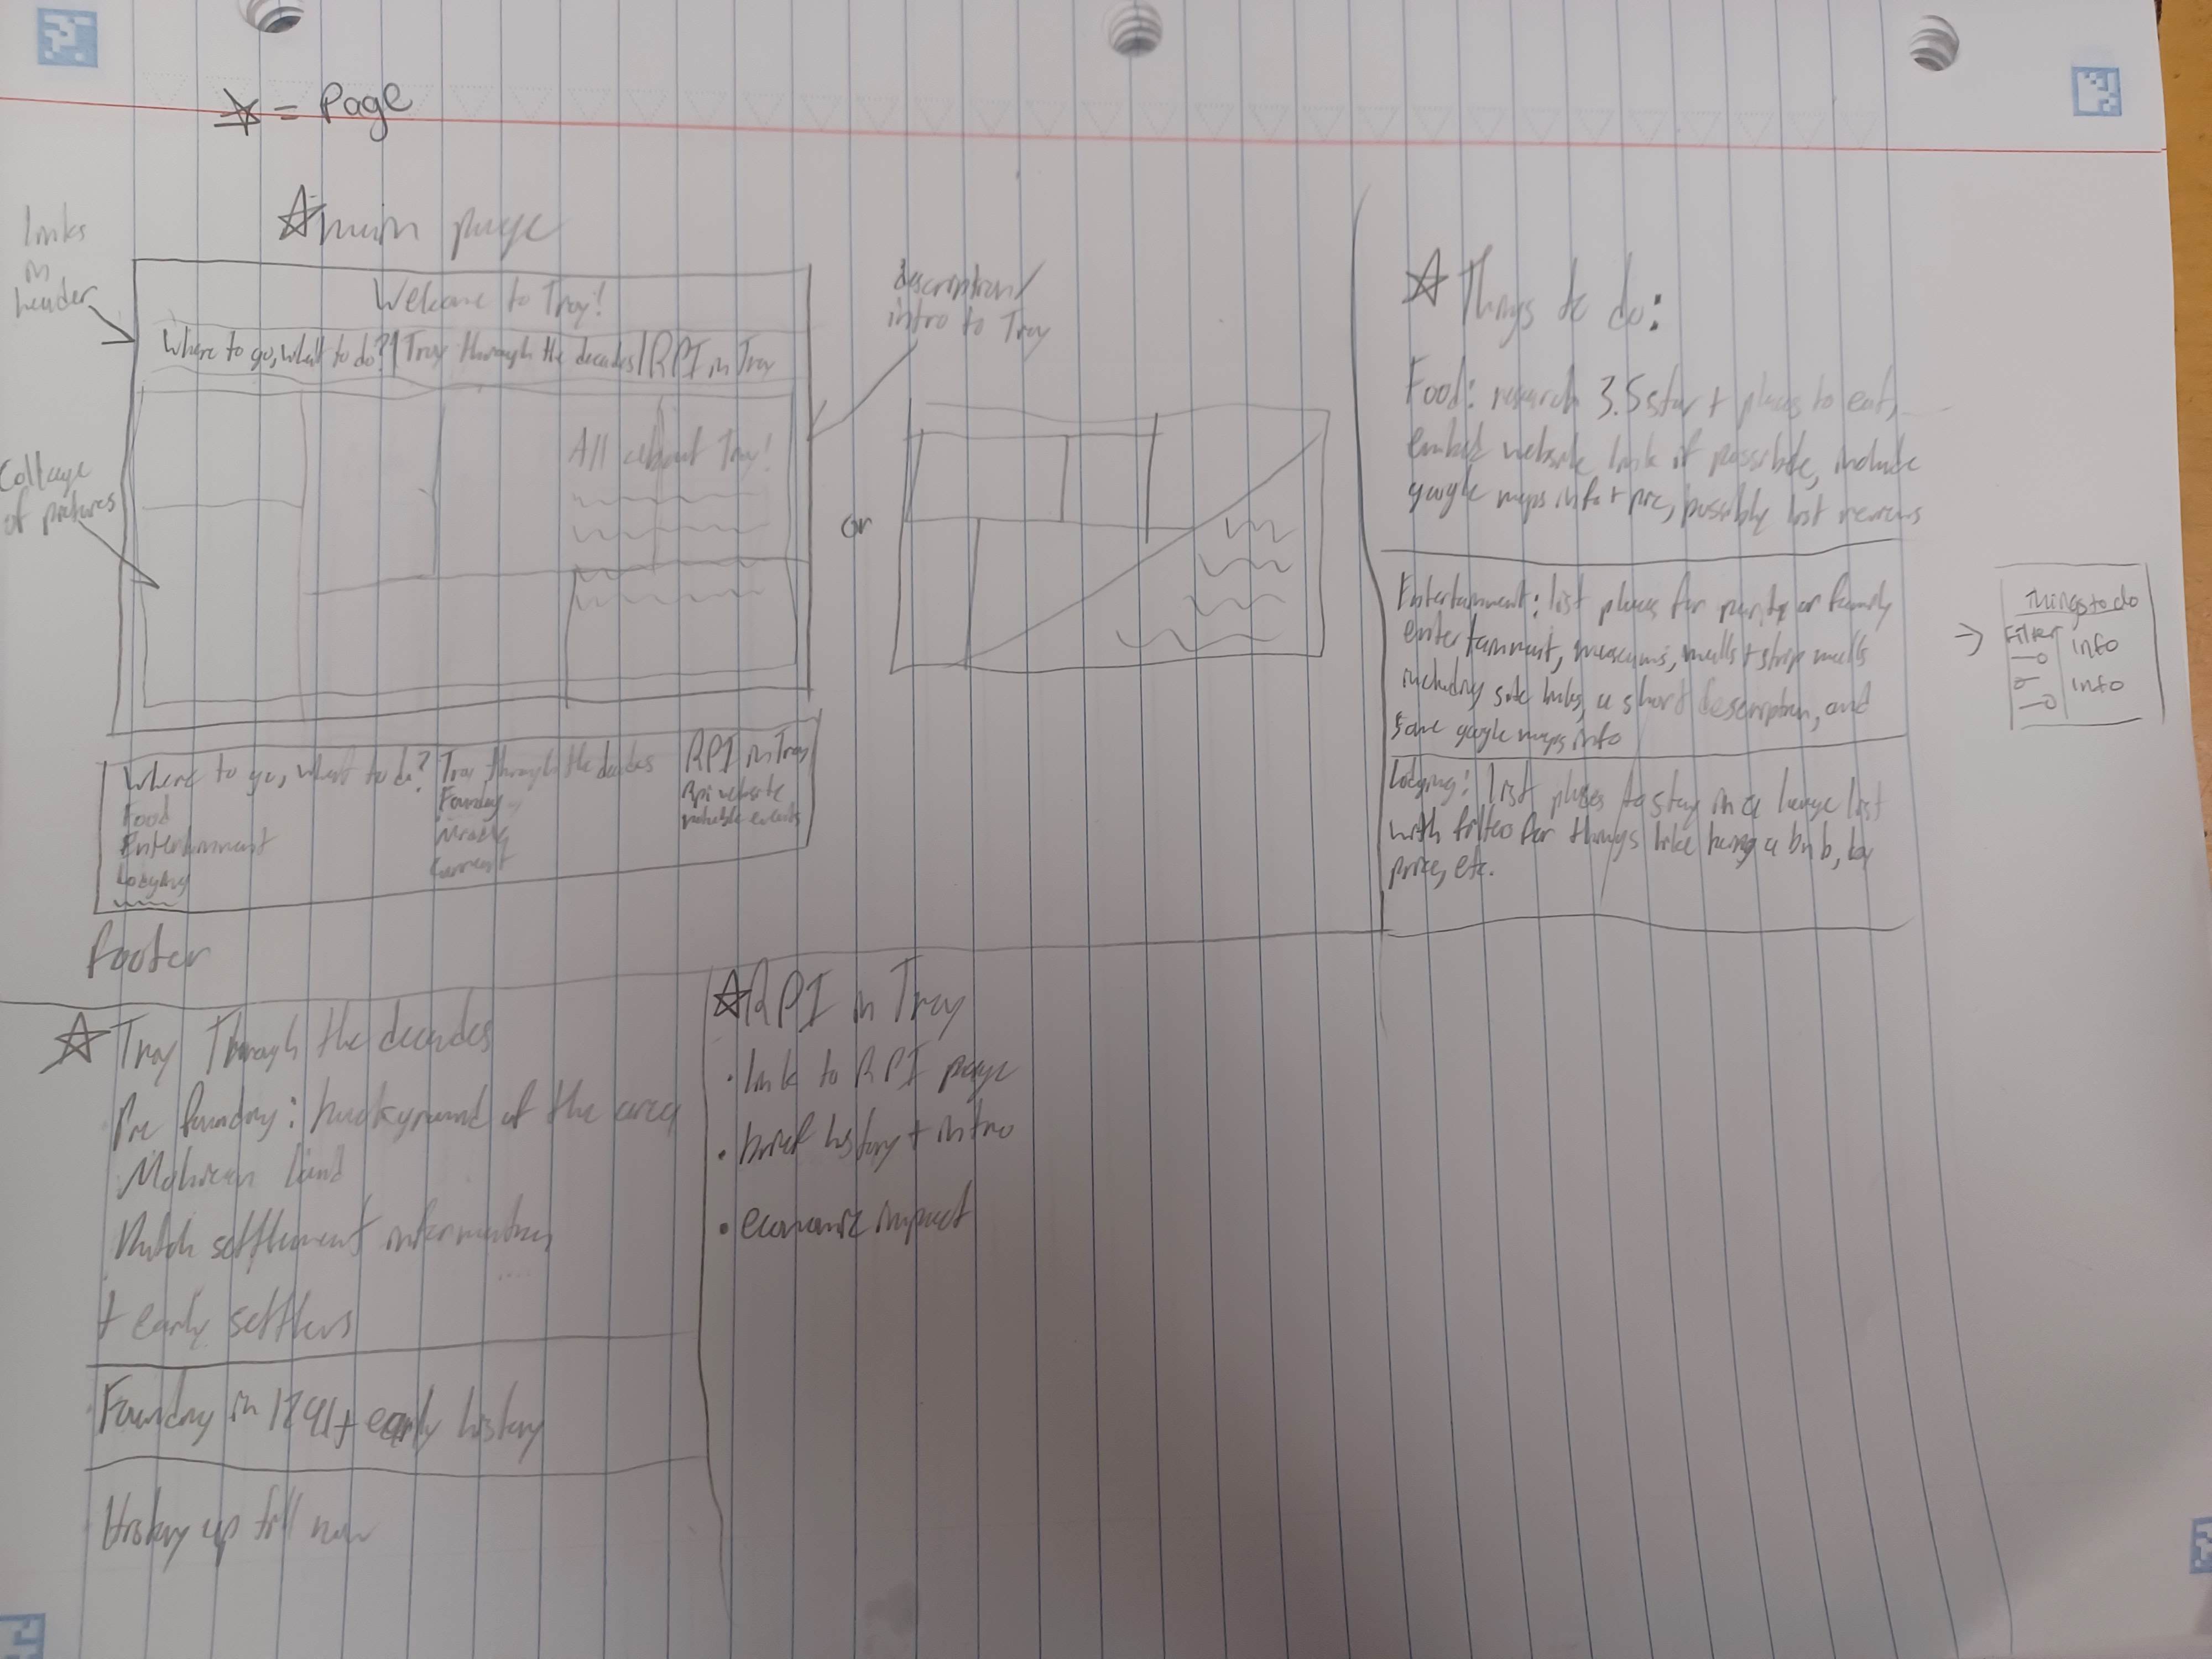 ☆ = Page
☆ main page
links
in
header
Welcome to Troy!
Where to go, what to do? | Troy through the decades | RPI in Troy
description/
intro to Troy
All about Troy!
Collage
of pictures
or
Where to go, what to do? Troy through the decades RPI in Troy
Food
Entertainment
Lodging
Founding
Current
Rpi website
notable events
footer
☆ Things to do:
Food: research 3.5 star + places to eat,
embed website link if possible, include
google maps info + pic, possibly list reviews
Entertainment: list places for party or family
entertainment, museums, malls + strip malls
including site links, a short description, and
some google maps info
Lodging: list places to stay in a large list
with filters for things like being a bnb, by
price, etc.
→
Things to do
Filter info
info
☆ Troy Through the decades
Pre founding: background of the area
Mohican land
Dutch settlement information
+ early settlers
Founding in + early history
History up till now
☆ RPI in Troy
• link to RPI page
• brief history + intro
• economic impact